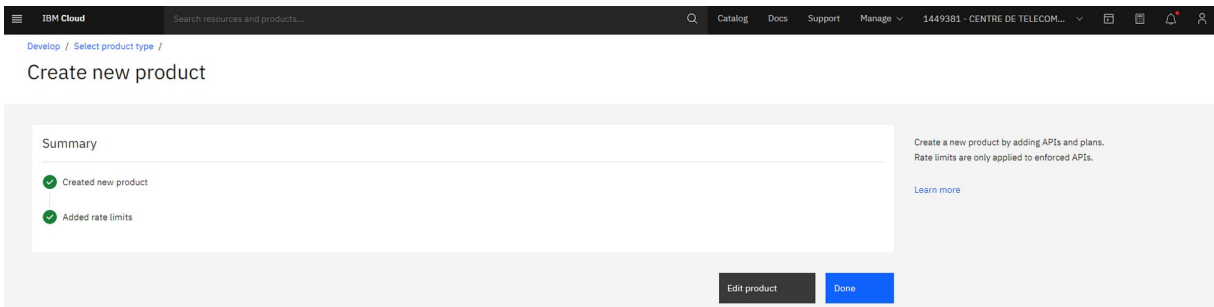 IBM Cloud Search resources and products... Catalog Docs Support Manage 1449381 - CENTRE DE TELECOM...
Develop / Select product type /
Create new product
Summary
Created new product
Added rate limits
Create a new product by adding APIs and plans.
Rate limits are only applied to enforced APIs.
Learn more
Edit product Done